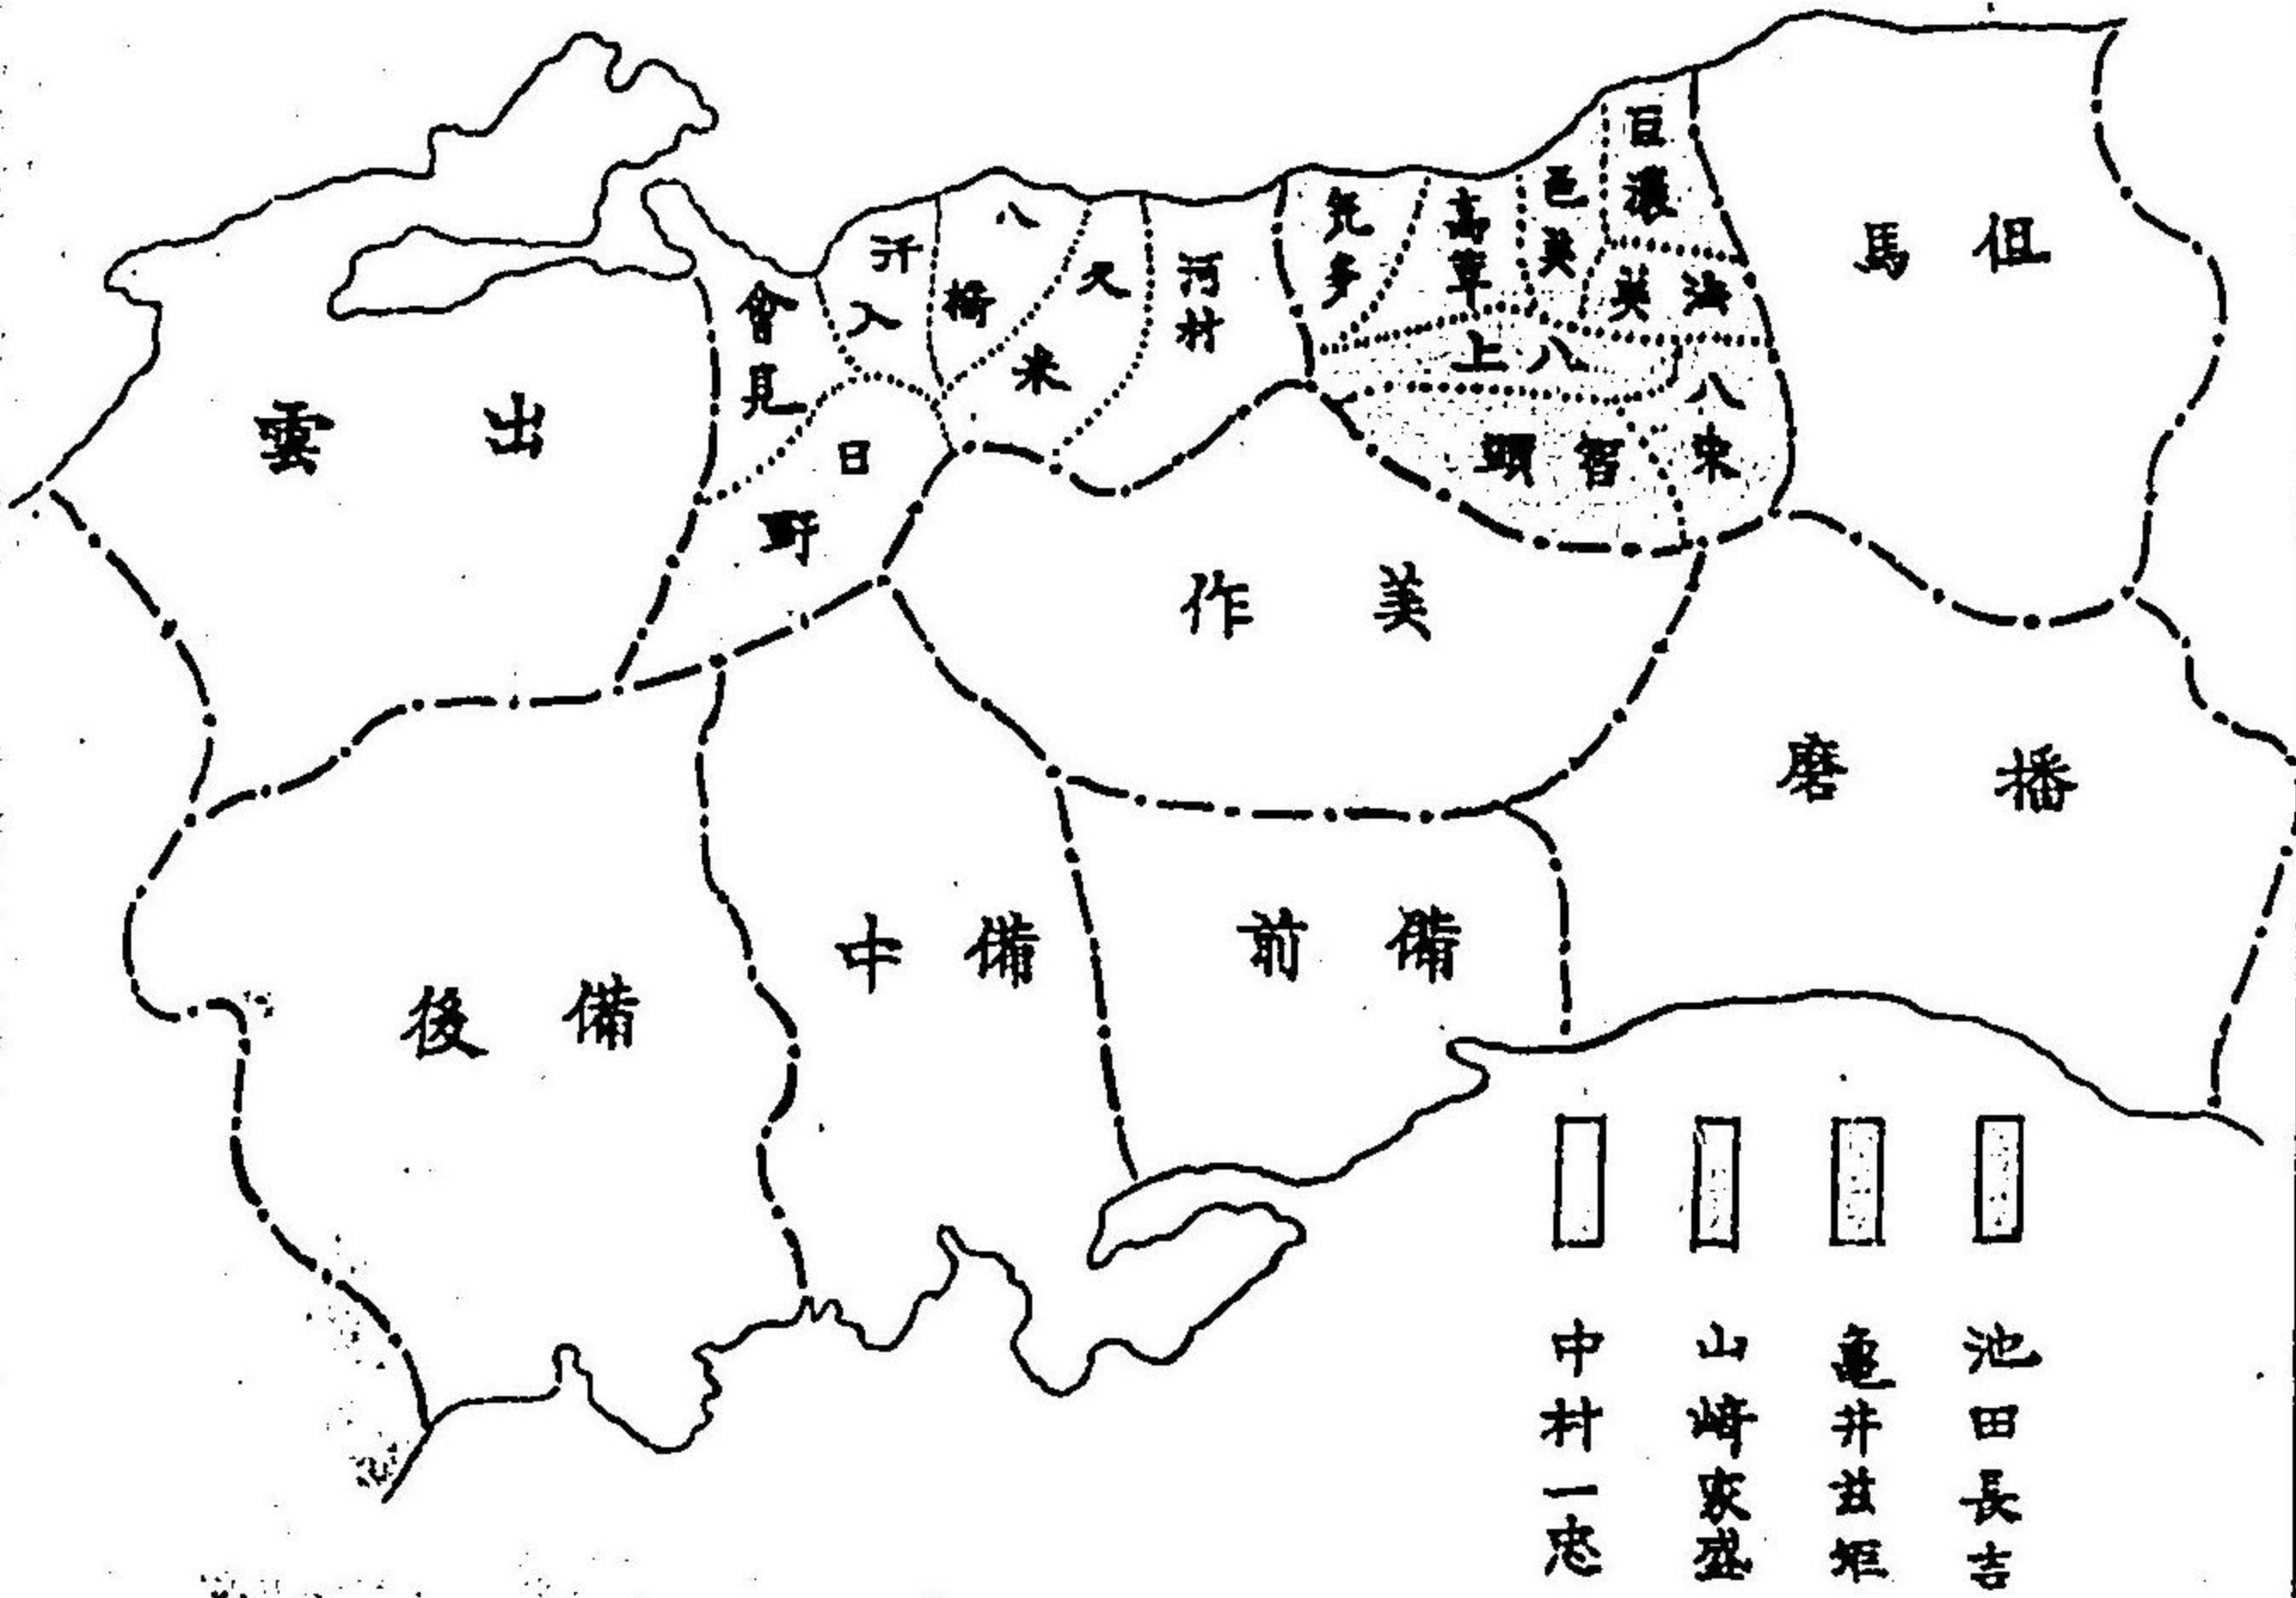 但馬
巨濃
邑美
法美
高草
氣多
八上
八東
智頭
河村
久米
八橋
汗入
會見
日野
出雲
美作
播磨
備前
備中
備後
池田長吉
亀井玆矩
山崎家盛
中村一忠